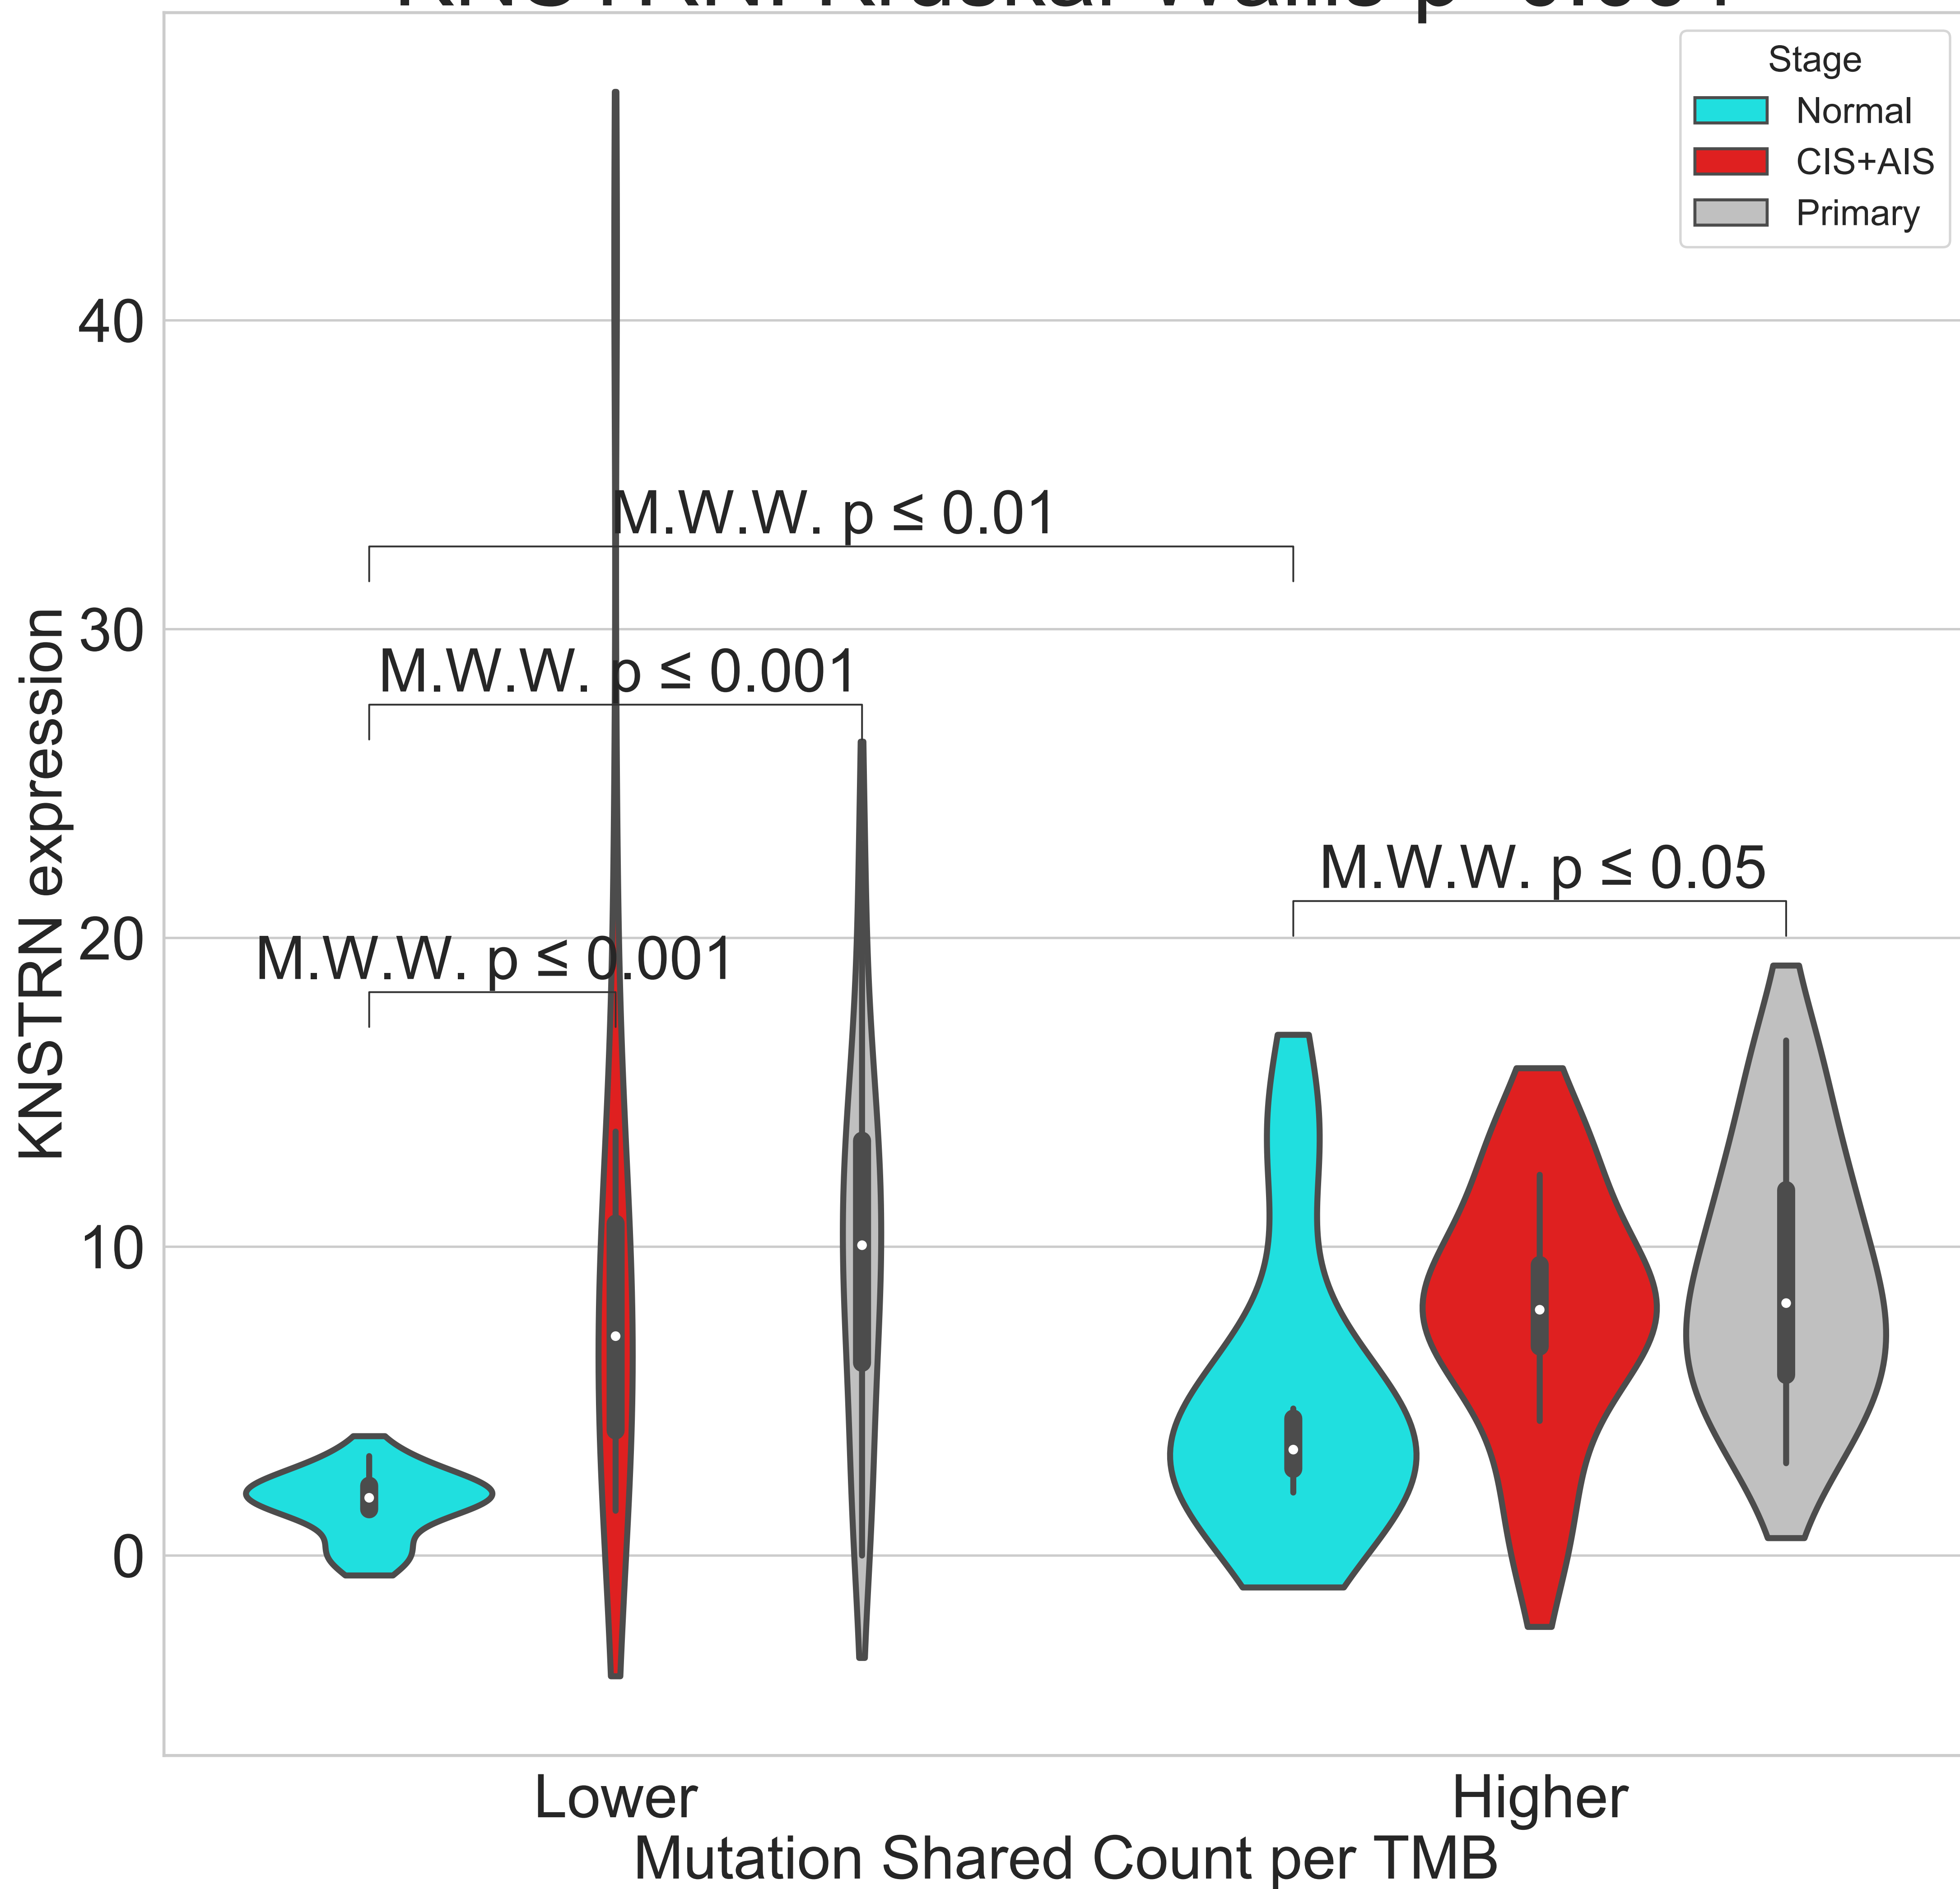 Stage
Normal
CIS+AIS
Primary
40
30
20
10
0
KNSTRN expression
M.W.W. p ≤ 0.01
M.W.W. p ≤ 0.001
M.W.W. p ≤ 0.05
M.W.W. p ≤ 0.001
Lower
Higher
Mutation Shared Count per TMB